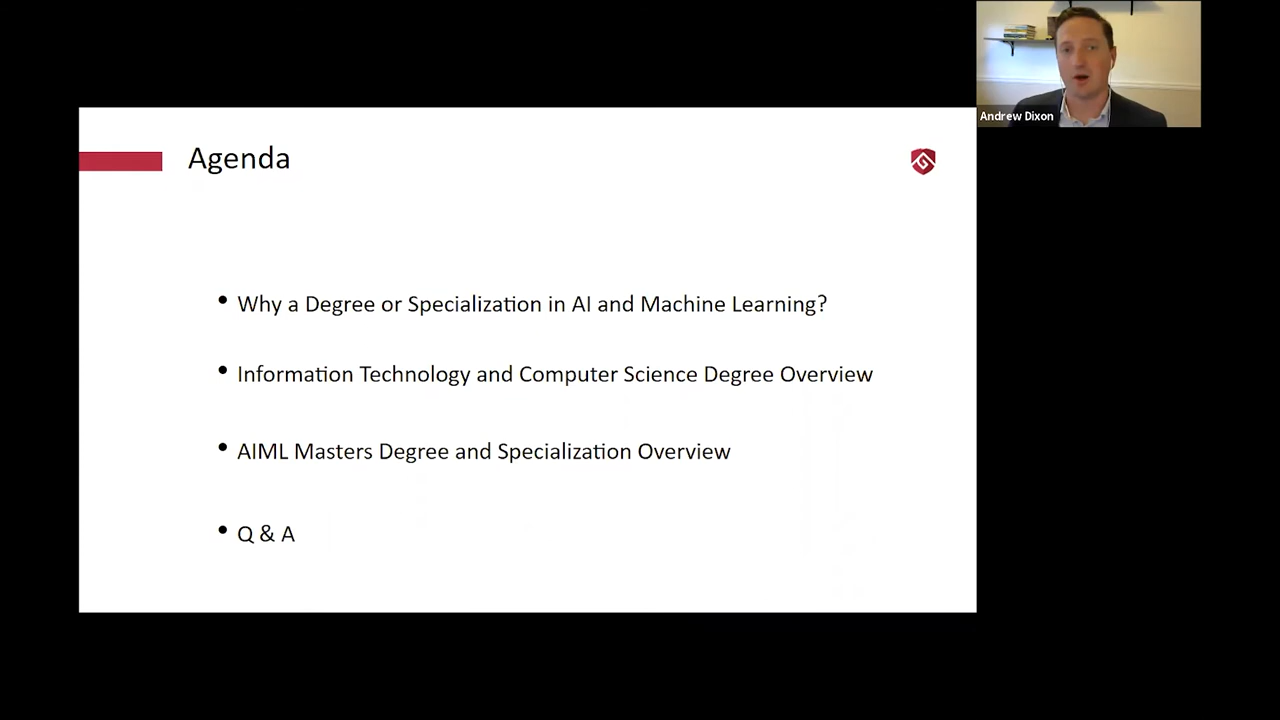 Andrew Dixon
Agenda
• Why a Degree or Specialization in AI and Machine Learning?
• Information Technology and Computer Science Degree Overview
• AIML Masters Degree and Specialization Overview
• Q & A